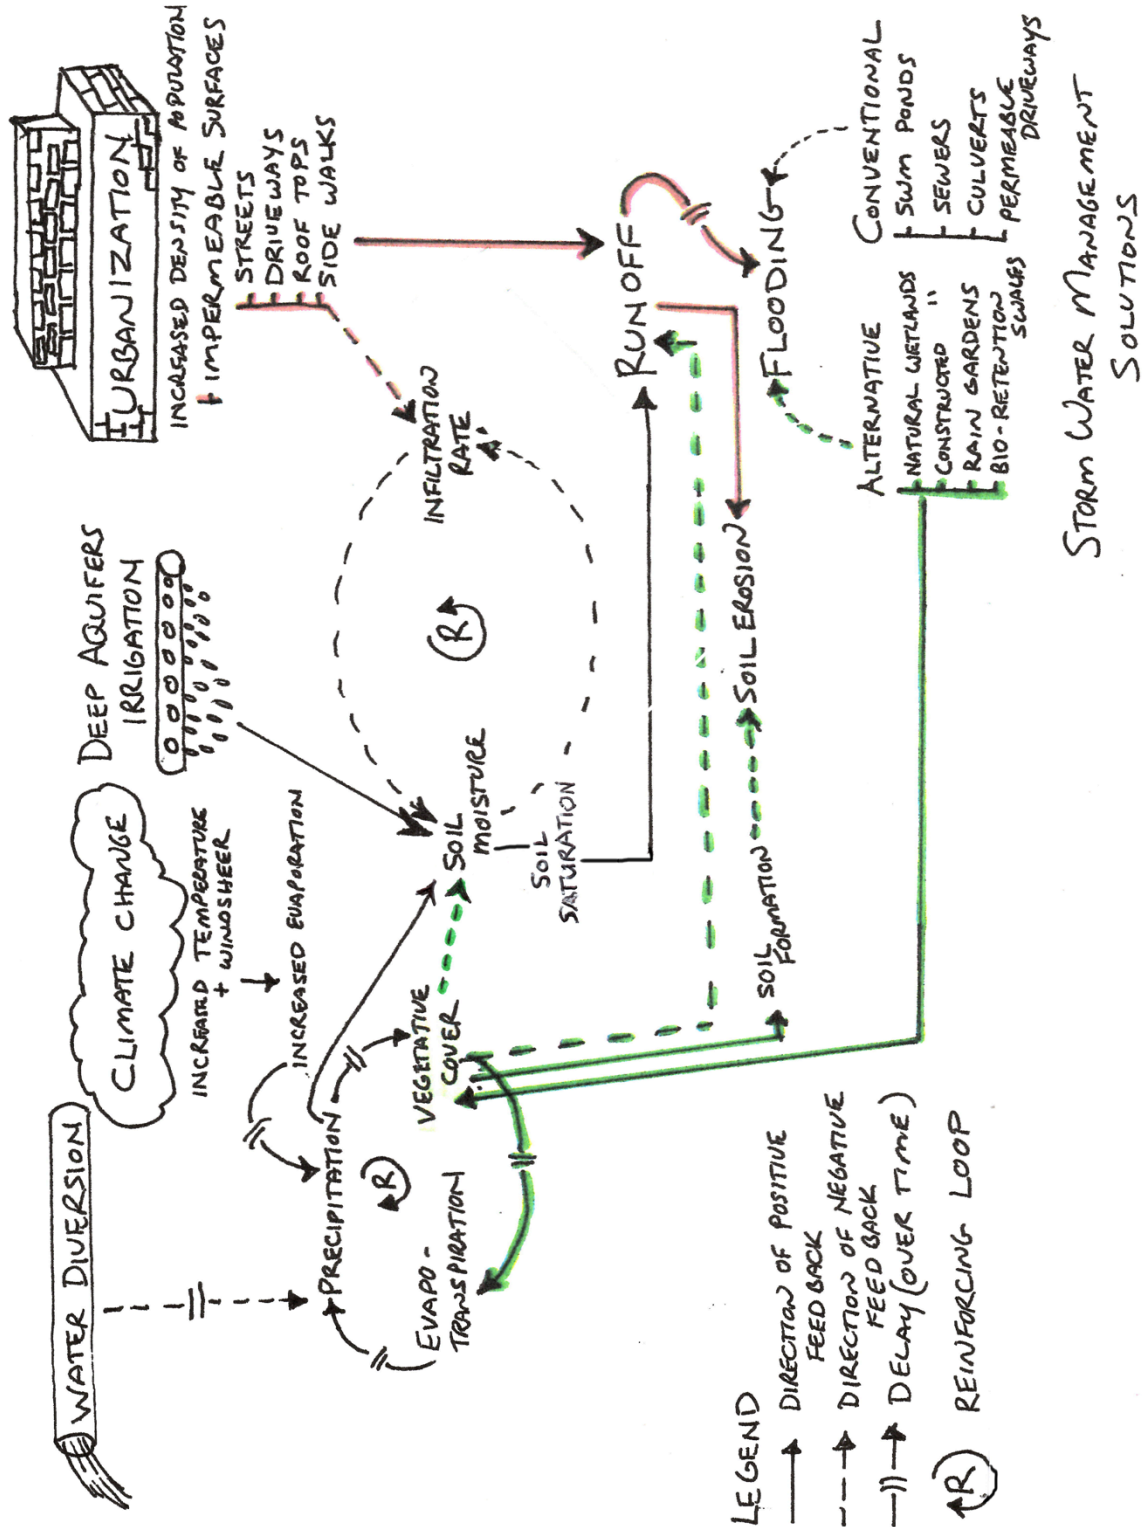 WATER DIVERSION
CLIMATE CHANGE
INCREASED TEMPERATURE
+ WINDSHEER
INCREASED EVAPORATION
DEEP AQUIFERS
IRRIGATION
URBANIZATION
INCREASED DENSITY OF POPULATION
IMPERMEABLE SURFACES
STREETS
DRIVEWAYS
ROOF TOPS
SIDE WALKS
PRECIPITATION
R
EVAPO-
TRANSPIRATION
VEGETATIVE
COVER
SOIL
MOISTURE
SOIL
SATURATION
R
INFILTRATION
RATE
RUN OFF
SOIL
FORMATION
SOIL EROSION
FLOODING
LEGEND
DIRECTION OF POSITIVE
FEEDBACK
DIRECTION OF NEGATIVE
FEED BACK
DELAY (OVER TIME)
R REINFORCING LOOP
ALTERNATIVE
NATURAL WETLANDS
CONSTRUCTED "
RAIN GARDENS
BIO-RETENTION
SWALES
CONVENTIONAL
SWM PONDS
SEWERS
CULVERTS
PERMEABLE
DRIVEWAYS
STORM WATER MANAGEMENT
SOLUTIONS